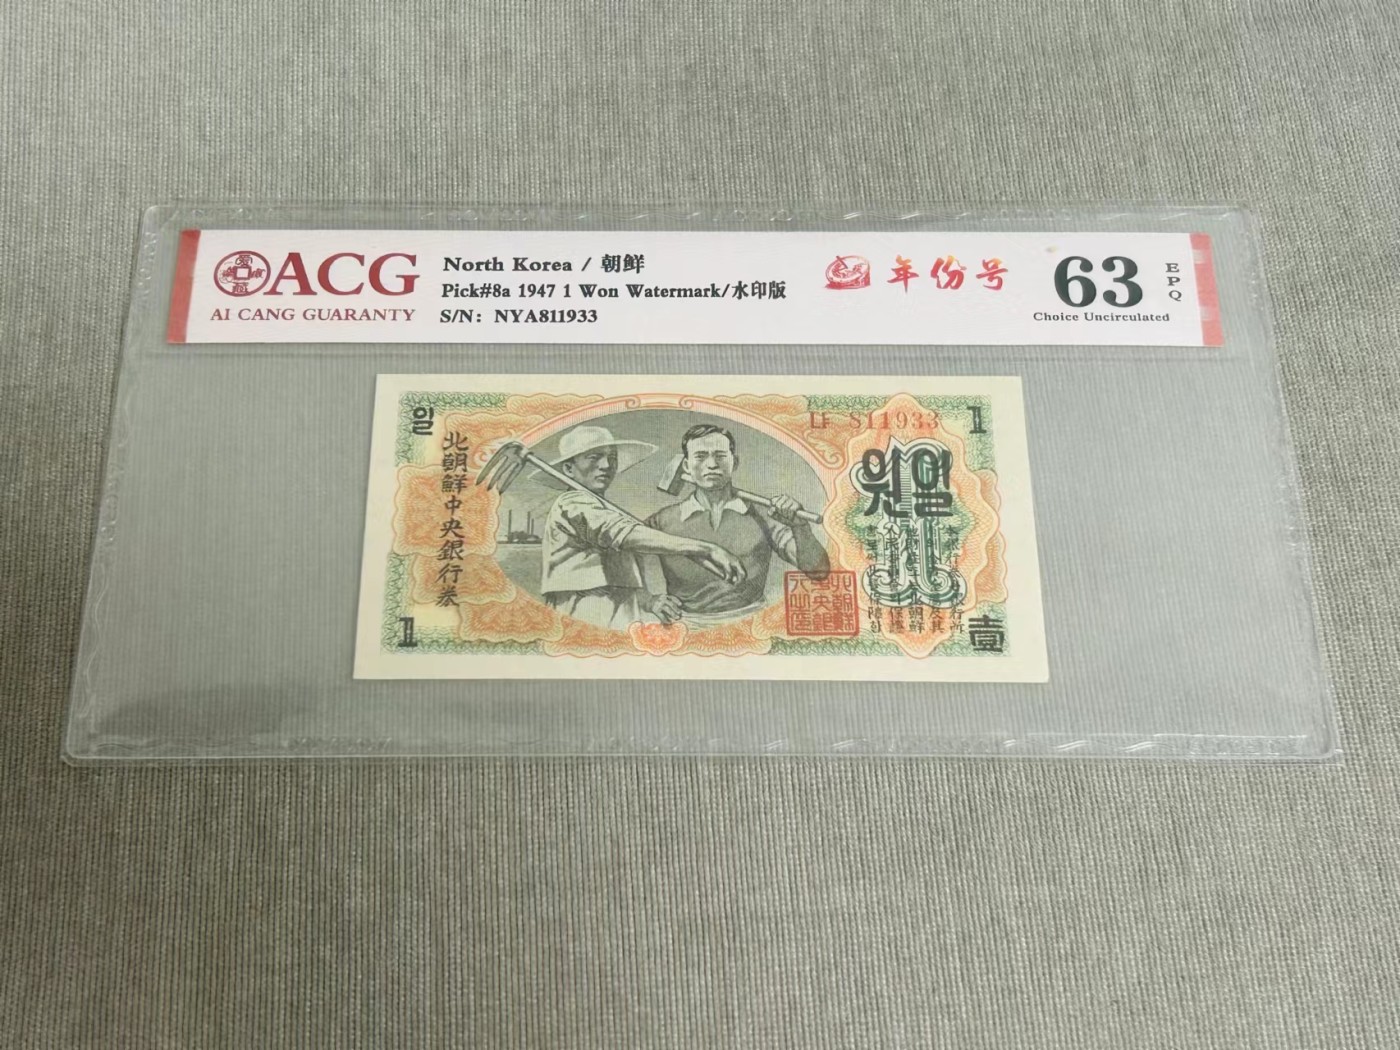 ACG
AI CANG GUARANTY
North Korea / 朝鲜
Pick#8a 1947 1 Won Watermark/水印版
S/N: NYA811933
年份号
63
EPQ
Choice Uncirculated
일
北朝鮮中央銀行券
1
나 811933
1
원일
1
壹